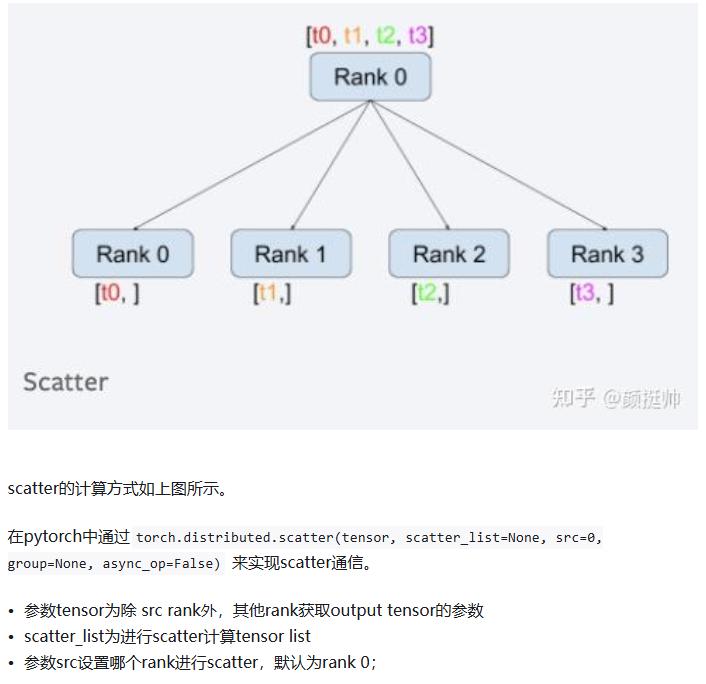 [t0, t1, t2, t3]
Rank 0
Rank 0 Rank 1 Rank 2 Rank 3
[t0, ] [t1,] [t2,] [t3, ]
Scatter
知乎 @颜挺帅
scatter的计算方式如上图所示。
在pytorch中通过 torch.distributed.scatter(tensor, scatter_list=None, src=0,
group=None, async_op=False) 来实现scatter通信。
• 参数tensor为除 src rank外，其他rank获取output tensor的参数
• scatter_list为进行scatter计算tensor list
• 参数src设置哪个rank进行scatter，默认为rank 0；